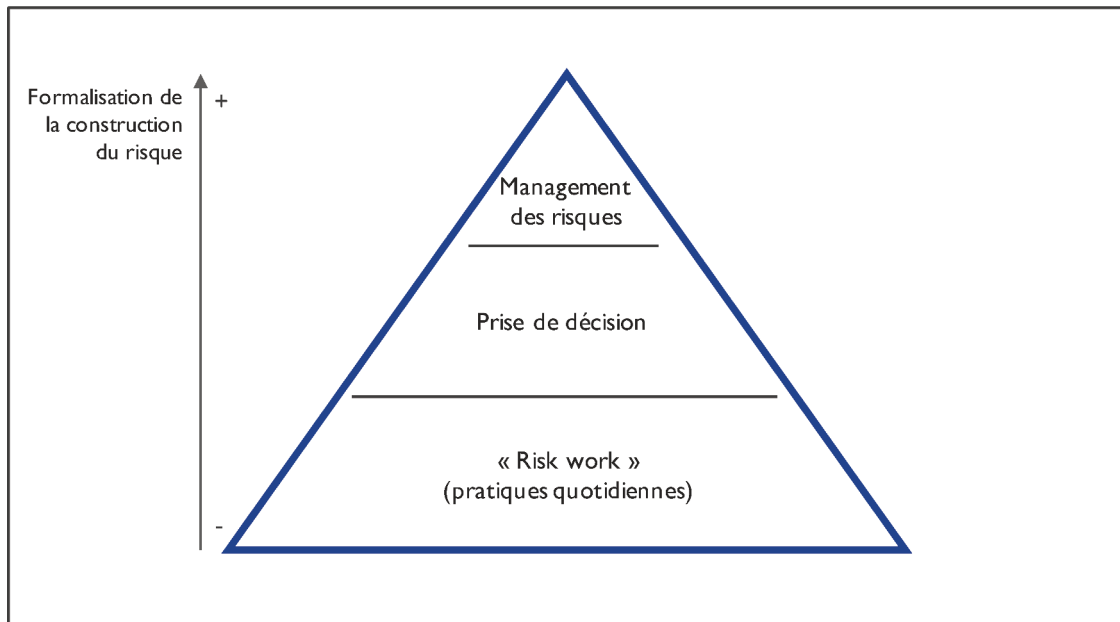 Formalisation de
la construction
du risque
+
Management
des risques
Prise de décision
« Risk work »
(pratiques quotidiennes)
-